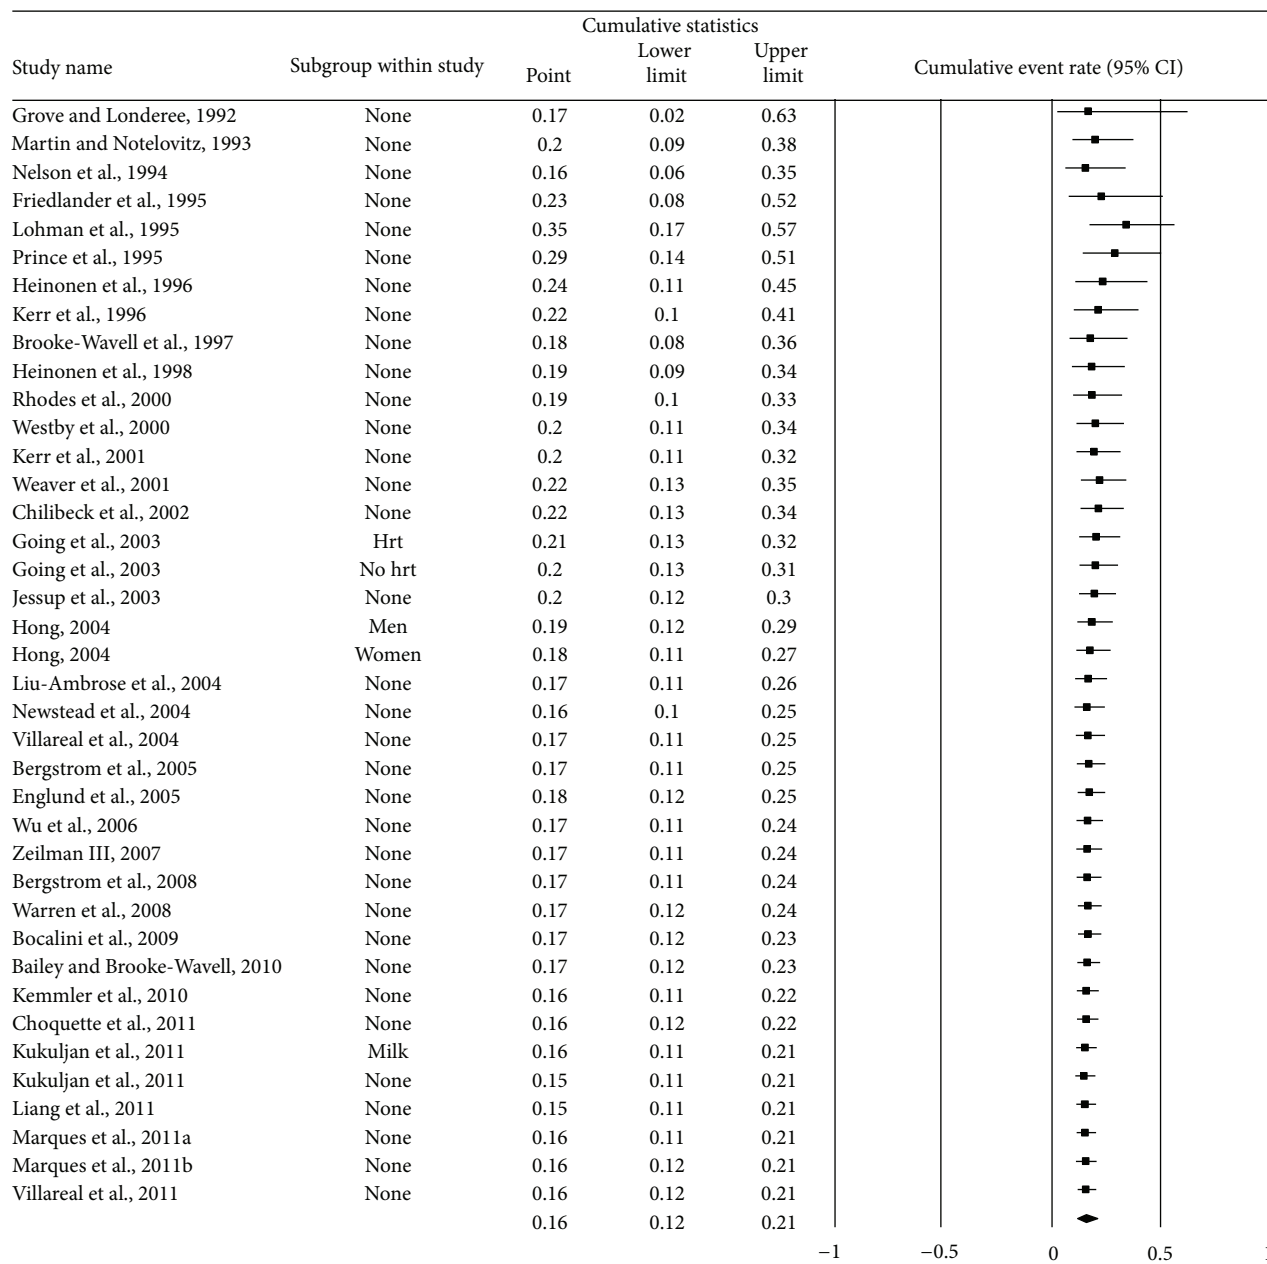 Cumulative statistics
Study name Subgroup within study Point Lower limit Upper limit Cumulative event rate (95% CI)
Grove and Londeree, 1992 None 0.17 0.02 0.63
Martin and Notelovitz, 1993 None 0.2 0.09 0.38
Nelson et al., 1994 None 0.16 0.06 0.35
Friedlander et al., 1995 None 0.23 0.08 0.52
Lohman et al., 1995 None 0.35 0.17 0.57
Prince et al., 1995 None 0.29 0.14 0.51
Heinonen et al., 1996 None 0.24 0.11 0.45
Kerr et al., 1996 None 0.22 0.1 0.41
Brooke-Wavell et al., 1997 None 0.18 0.08 0.36
Heinonen et al., 1998 None 0.19 0.09 0.34
Rhodes et al., 2000 None 0.19 0.1 0.33
Westby et al., 2000 None 0.2 0.11 0.34
Kerr et al., 2001 None 0.2 0.11 0.32
Weaver et al., 2001 None 0.22 0.13 0.35
Chilibeck et al., 2002 None 0.22 0.13 0.34
Going et al., 2003 Hrt 0.21 0.13 0.32
Going et al., 2003 No hrt 0.2 0.13 0.31
Jessup et al., 2003 None 0.2 0.12 0.3
Hong, 2004 Men 0.19 0.12 0.29
Hong, 2004 Women 0.18 0.11 0.27
Liu-Ambrose et al., 2004 None 0.17 0.11 0.26
Newstead et al., 2004 None 0.16 0.1 0.25
Villareal et al., 2004 None 0.17 0.11 0.25
Bergstrom et al., 2005 None 0.17 0.11 0.25
Englund et al., 2005 None 0.18 0.12 0.25
Wu et al., 2006 None 0.17 0.11 0.24
Zeilman III, 2007 None 0.17 0.11 0.24
Bergstrom et al., 2008 None 0.17 0.11 0.24
Warren et al., 2008 None 0.17 0.12 0.24
Bocalini et al., 2009 None 0.17 0.12 0.23
Bailey and Brooke-Wavell, 2010 None 0.17 0.12 0.23
Kemmler et al., 2010 None 0.16 0.11 0.22
Choquette et al., 2011 None 0.16 0.12 0.22
Kukuljan et al., 2011 Milk 0.16 0.11 0.21
Kukuljan et al., 2011 None 0.15 0.11 0.21
Liang et al., 2011 None 0.15 0.11 0.21
Marques et al., 2011a None 0.16 0.11 0.21
Marques et al., 2011b None 0.16 0.12 0.21
Villareal et al., 2011 None 0.16 0.12 0.21
0.16 0.12 0.21
−1 −0.5 0 0.5